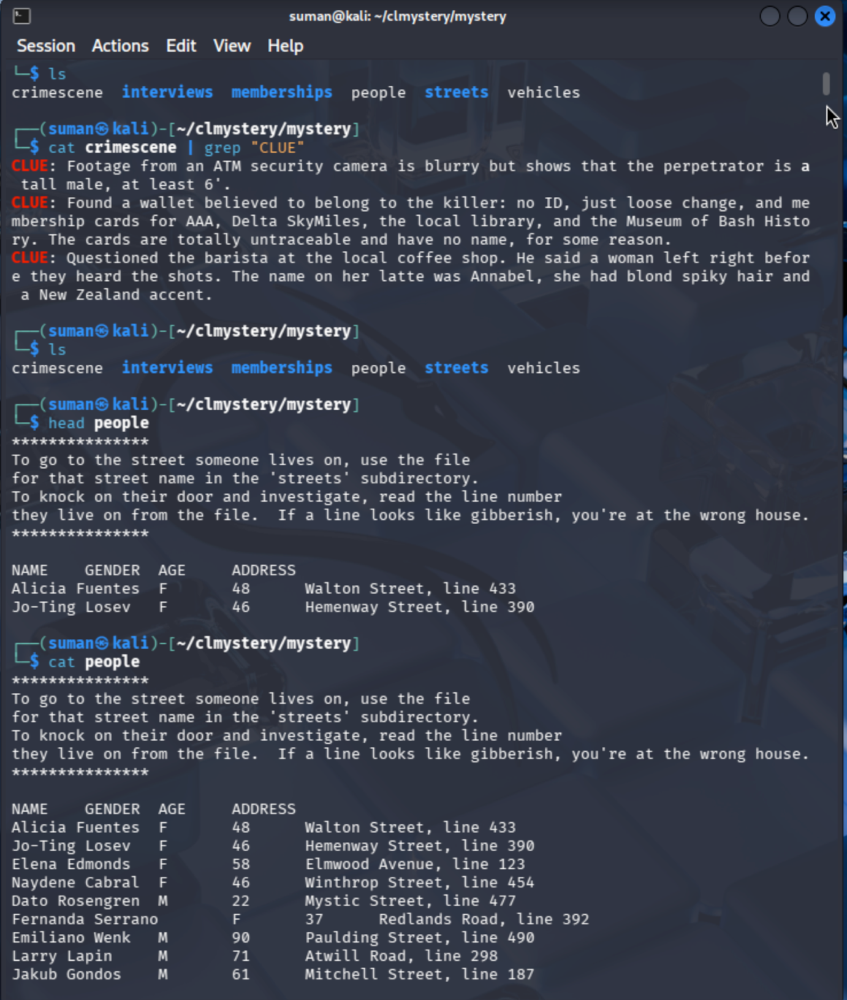 suman@kali: ~/clmystery/mystery
Session Actions Edit View Help
└─$ ls
crimescene  interviews  memberships  people  streets  vehicles
┌──(suman㉿kali)-[~/clmystery/mystery]
└─$ cat crimescene | grep "CLUE"
CLUE: Footage from an ATM security camera is blurry but shows that the perpetrator is a
 tall male, at least 6'.
CLUE: Found a wallet believed to belong to the killer: no ID, just loose change, and me
mbership cards for AAA, Delta SkyMiles, the local library, and the Museum of Bash Histo
ry. The cards are totally untraceable and have no name, for some reason.
CLUE: Questioned the barista at the local coffee shop. He said a woman left right befor
e they heard the shots. The name on her latte was Annabel, she had blond spiky hair and
 a New Zealand accent.
┌──(suman㉿kali)-[~/clmystery/mystery]
└─$ ls
crimescene  interviews  memberships  people  streets  vehicles
┌──(suman㉿kali)-[~/clmystery/mystery]
└─$ head people
***************
To go to the street someone lives on, use the file
for that street name in the 'streets' subdirectory.
To knock on their door and investigate, read the line number
they live on from the file.  If a line looks like gibberish, you're at the wrong house.
***************
NAME    GENDER  AGE     ADDRESS
Alicia Fuentes  F       48      Walton Street, line 433
Jo-Ting Losev   F       46      Hemenway Street, line 390
┌──(suman㉿kali)-[~/clmystery/mystery]
└─$ cat people
***************
To go to the street someone lives on, use the file
for that street name in the 'streets' subdirectory.
To knock on their door and investigate, read the line number
they live on from the file.  If a line looks like gibberish, you're at the wrong house.
***************
NAME    GENDER  AGE     ADDRESS
Alicia Fuentes  F       48      Walton Street, line 433
Jo-Ting Losev   F       46      Hemenway Street, line 390
Elena Edmonds   F       58      Elmwood Avenue, line 123
Naydene Cabral  F       46      Winthrop Street, line 454
Dato Rosengren  M       22      Mystic Street, line 477
Fernanda Serrano        F       37      Redlands Road, line 392
Emiliano Wenk   M       90      Paulding Street, line 490
Larry Lapin     M       71      Atwill Road, line 298
Jakub Gondos    M       61      Mitchell Street, line 187